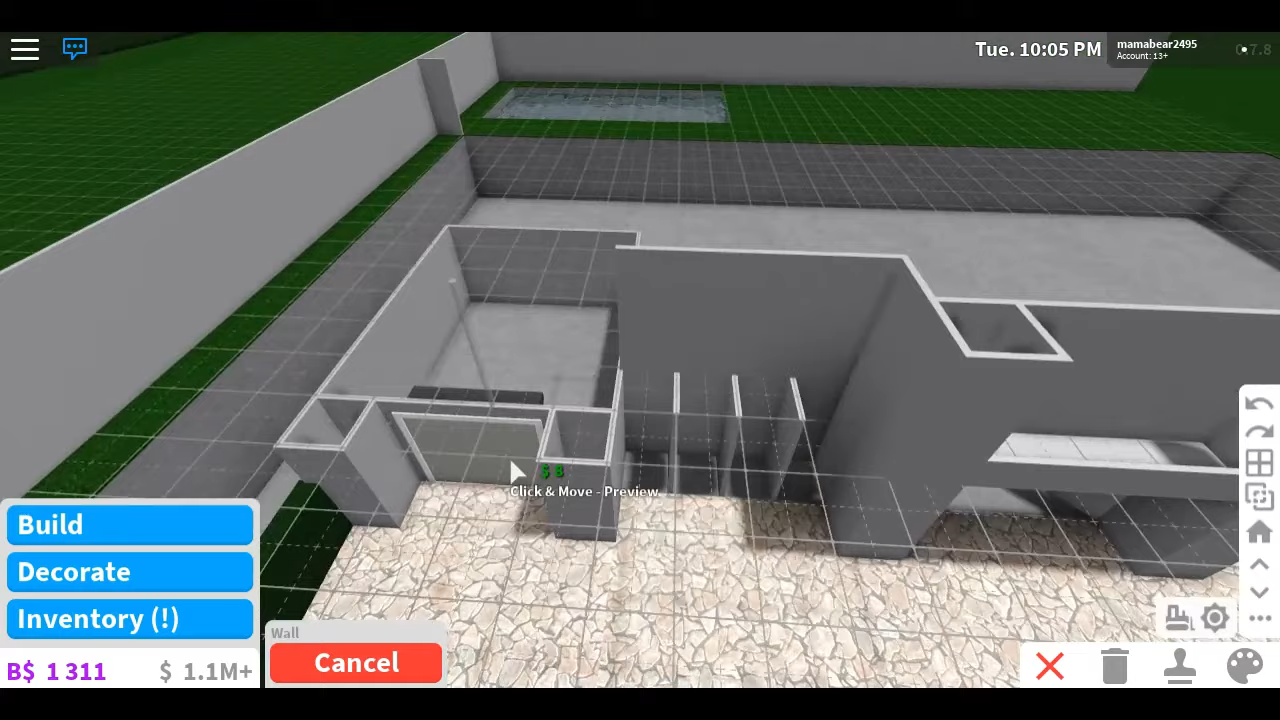 Tue. 10:05 PM
mamabear2495
Account: 13+
$ 8
Click & Move - Preview
Build
Decorate
Inventory (!)
Wall
Cancel
B$ 1 311
$ 1.1M+